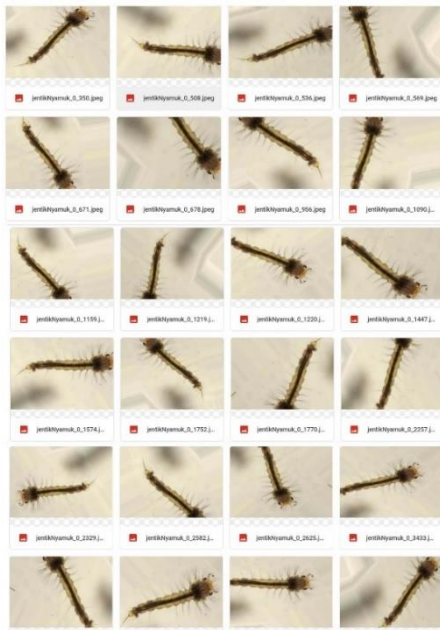 jentikNyamuk_0_350.jpeg
jentikNyamuk_0_508.jpeg
jentikNyamuk_0_536.jpeg
jentikNyamuk_0_569.jpeg
jentikNyamuk_0_671.jpeg
jentikNyamuk_0_678.jpeg
jentikNyamuk_0_956.jpeg
jentikNyamuk_0_1090.j...
jentikNyamuk_0_1159.j...
jentikNyamuk_0_1219.j...
jentikNyamuk_0_1220.j...
jentikNyamuk_0_1447.j...
jentikNyamuk_0_1574.j...
jentikNyamuk_0_1752.j...
jentikNyamuk_0_1770.j...
jentikNyamuk_0_2257.j...
jentikNyamuk_0_2329.j...
jentikNyamuk_0_2582.j...
jentikNyamuk_0_2625.j...
jentikNyamuk_0_3433.j...